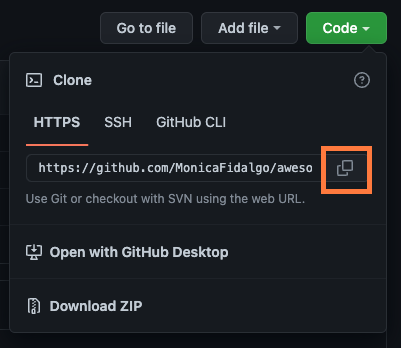 Go to file Add file Code
Clone
HTTPS SSH GitHub CLI
https://github.com/MonicaFidalgo/aweso
Use Git or checkout with SVN using the web URL.
Open with GitHub Desktop
Download ZIP